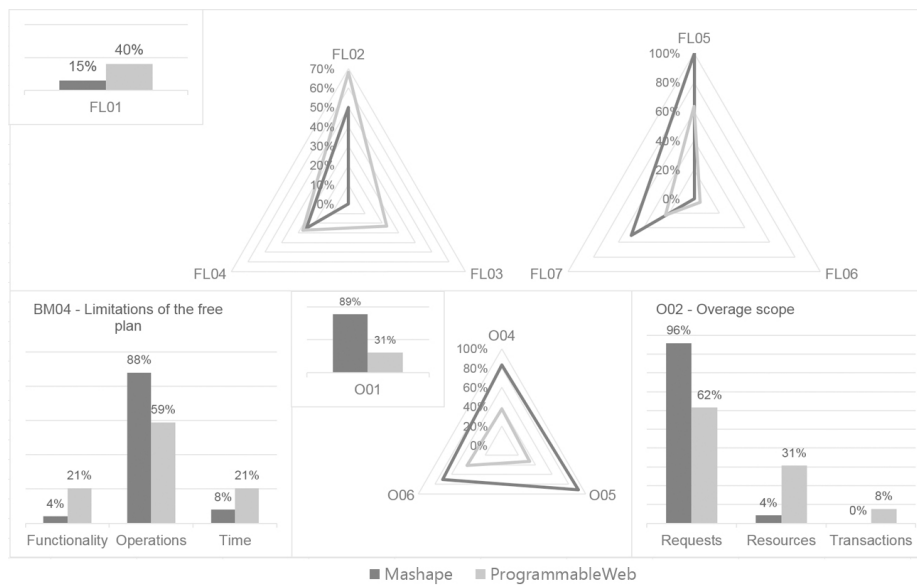 15%
40%
FL01
FL02
70%
60%
50%
40%
30%
20%
10%
0%
FL04
FL03
FL05
100%
80%
60%
40%
20%
0%
FL07
FL06
BM04 - Limitations of the free
plan
88%
59%
21%
21%
4%
8%
Functionality Operations Time
89%
31%
O01
O04
100%
80%
60%
40%
20%
0%
O06
O05
O02 - Overage scope
96%
62%
31%
4%
0%
8%
Requests Resources Transactions
Mashape ProgrammableWeb